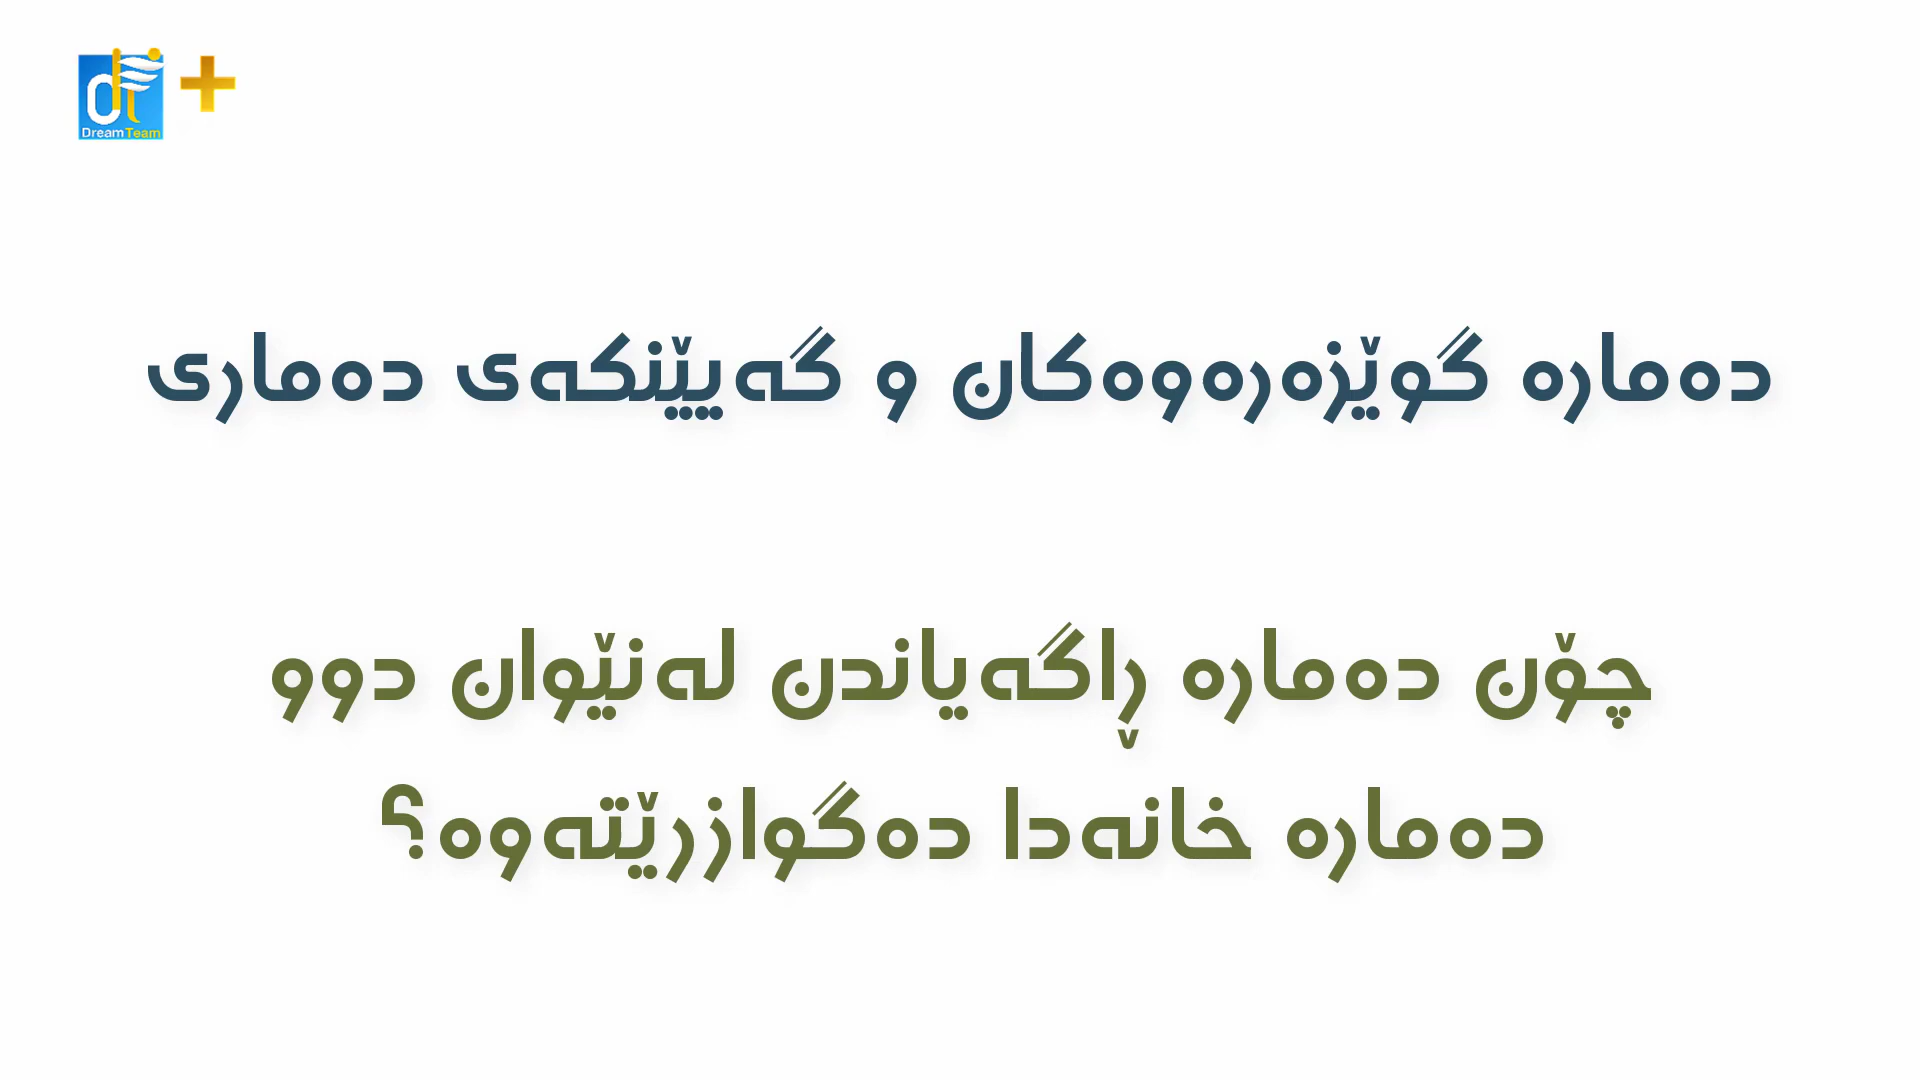 DreamTeam
دەمارە گوێزەرەوەکان و گەیێنکەی دەماری
چۆن دەمارە ڕاگەیاندن لەنێوان دوو
دەمارە خانەدا دەگوازرێتەوە؟